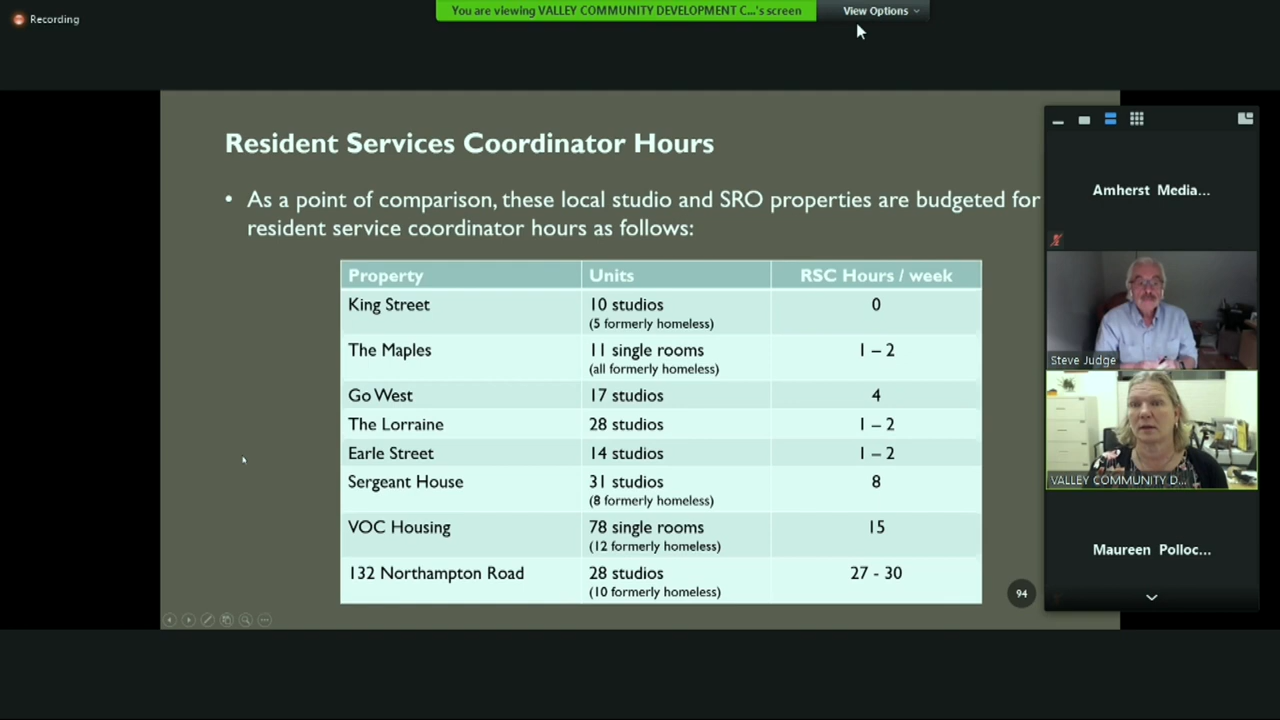 Recording
You are viewing VALLEY COMMUNITY DEVELOPMENT C...'s screen
View Options
Resident Services Coordinator Hours
• As a point of comparison, these local studio and SRO properties are budgeted for
resident service coordinator hours as follows:
Property Units RSC Hours / week
King Street 10 studios 0
(5 formerly homeless)
The Maples 11 single rooms 1 – 2
(all formerly homeless)
Go West 17 studios 4
The Lorraine 28 studios 1 – 2
Earle Street 14 studios 1 – 2
Sergeant House 31 studios 8
(8 formerly homeless)
VOC Housing 78 single rooms 15
(12 formerly homeless)
132 Northampton Road 28 studios 27 - 30
(10 formerly homeless)
94
Amherst Media...
Steve Judge
VALLEY COMMUNITY D...
Maureen Polloc...